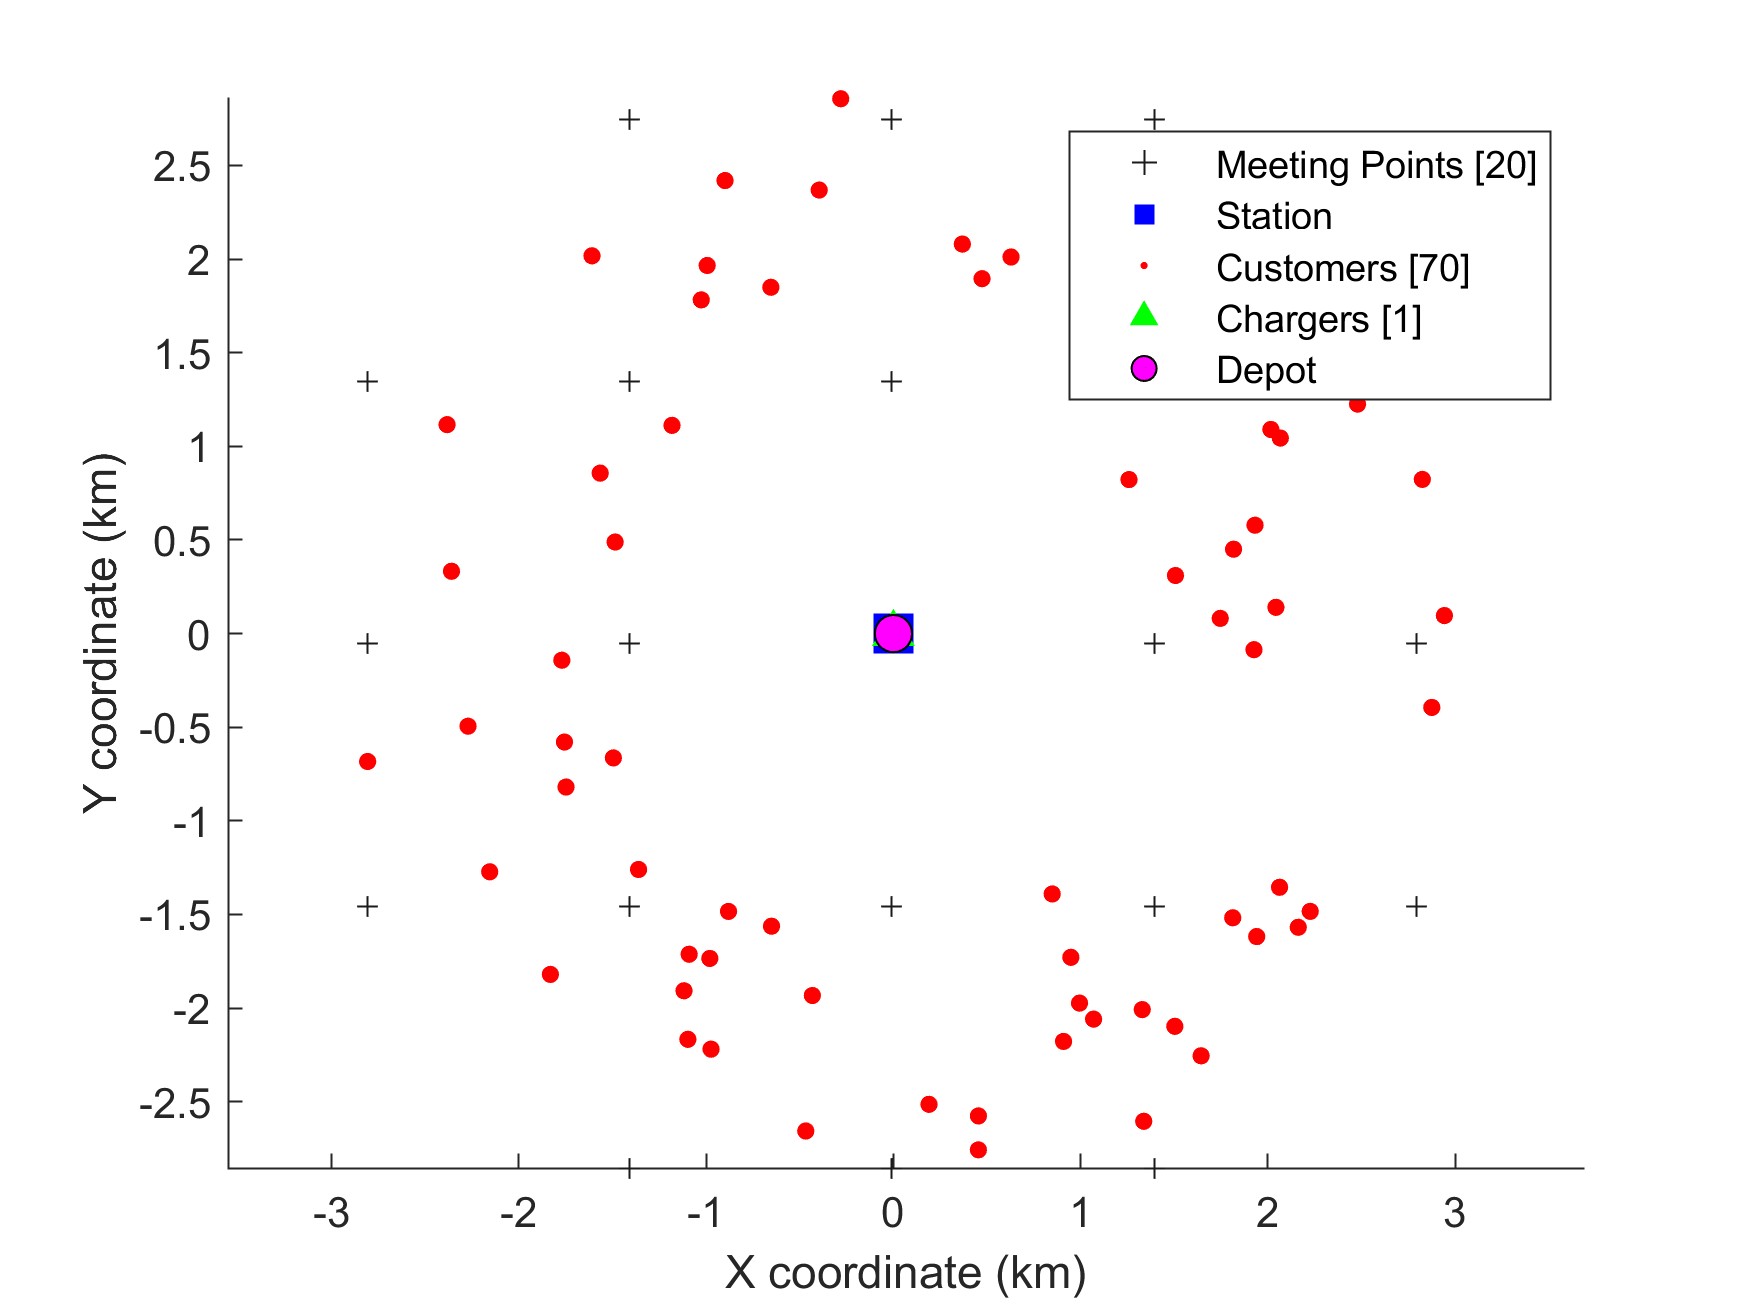 Meeting Points [20]
Station
Customers [70]
Chargers [1]
Depot
2.5
2
1.5
1
0.5
0
-0.5
-1
-1.5
-2
-2.5
Y coordinate (km)
-3 -2 -1 0 1 2 3
X coordinate (km)